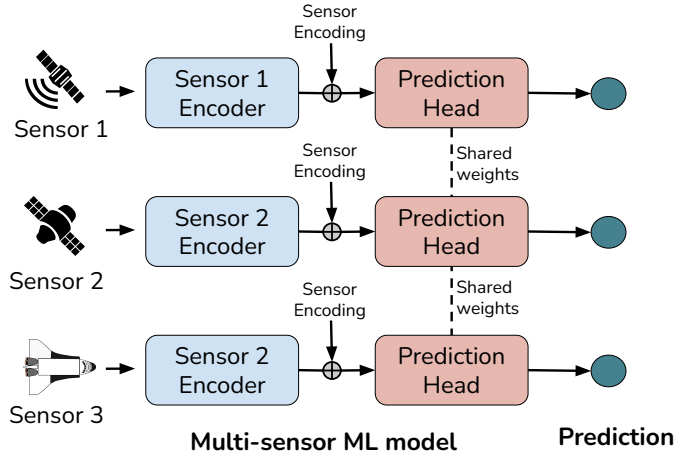 Sensor
Encoding
Sensor 1
Encoder
Prediction
Head
Sensor 1
Shared
weights
Sensor
Encoding
Sensor 2
Encoder
Prediction
Head
Sensor 2
Shared
weights
Sensor
Encoding
Sensor 2
Encoder
Prediction
Head
Sensor 3
Multi-sensor ML model
Prediction